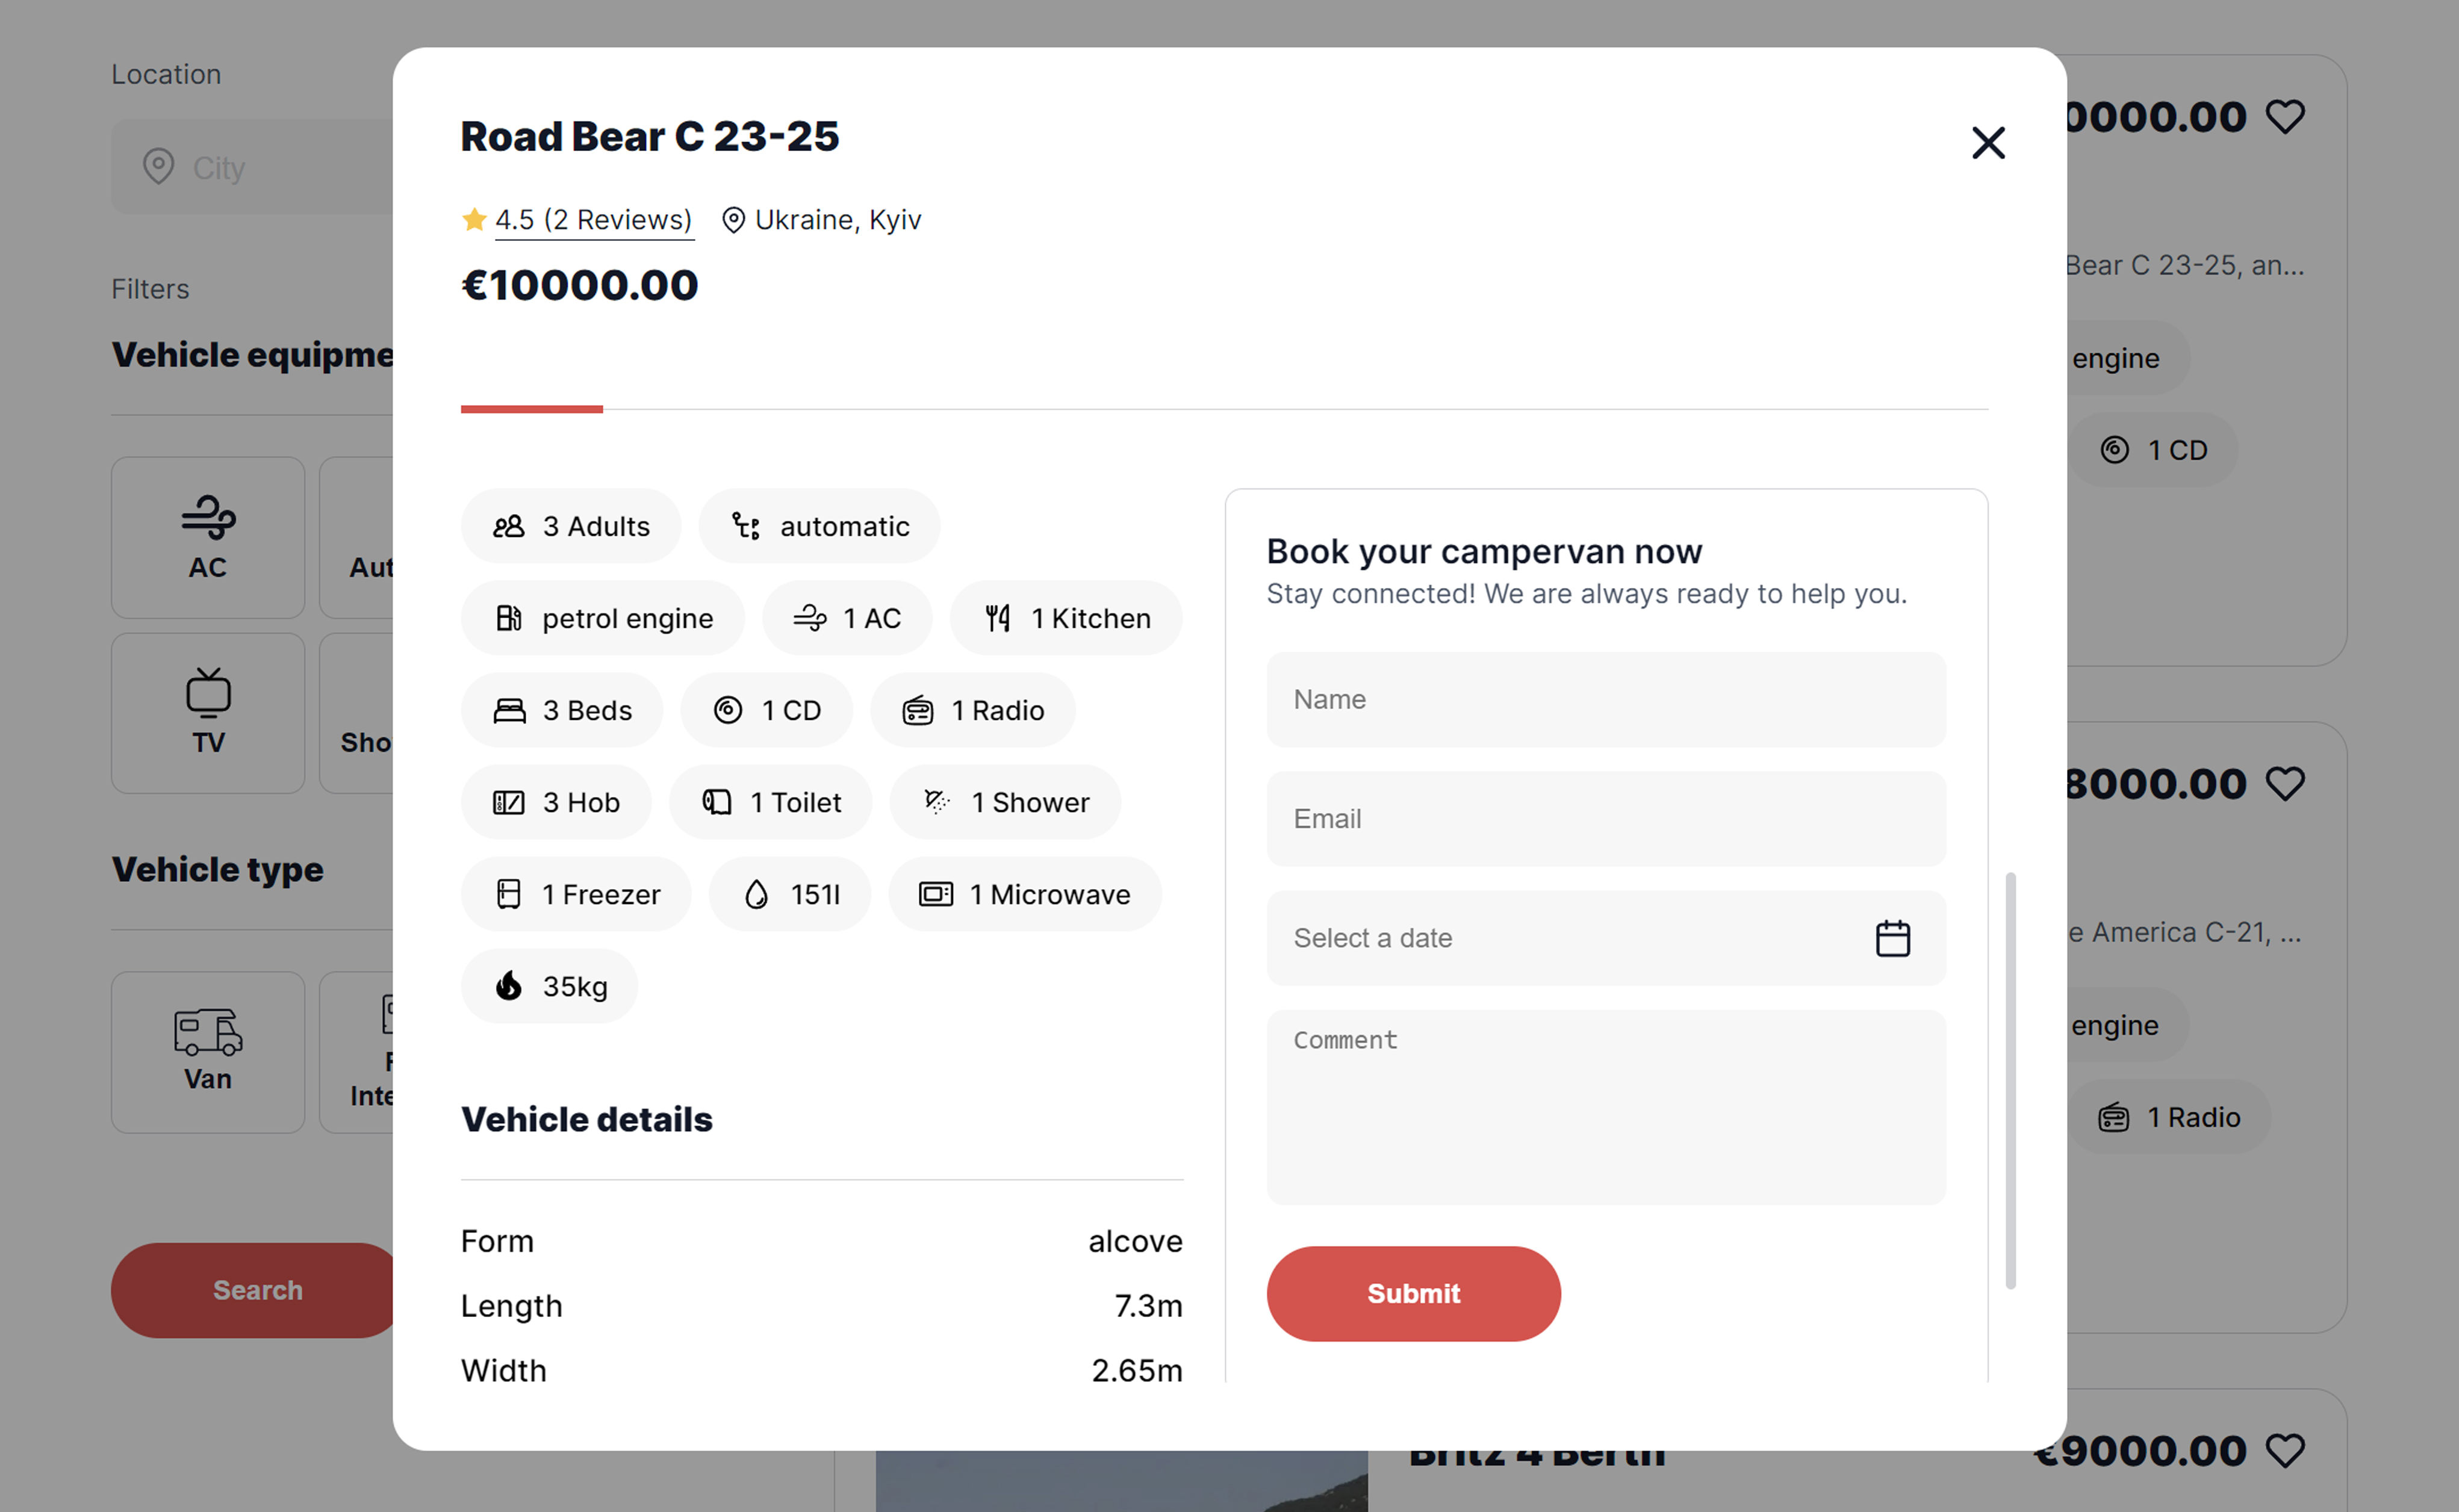 Location
City
Filters
Vehicle equipme
AC
Aut
TV
Sho
Vehicle type
Van
Inte
Search
Road Bear C 23-25
4.5 (2 Reviews) Ukraine, Kyiv
€10000.00
3 Adults automatic
petrol engine 1 AC 1 Kitchen
3 Beds 1 CD 1 Radio
3 Hob 1 Toilet 1 Shower
1 Freezer 151l 1 Microwave
35kg
Vehicle details
Form alcove
Length 7.3m
Width 2.65m
Book your campervan now
Stay connected! We are always ready to help you.
Name
Email
Select a date
Comment
Submit
0000.00
Bear C 23-25, an...
engine
1 CD
8000.00
e America C-21, ...
engine
1 Radio
Britz 4 Berth
€9000.00